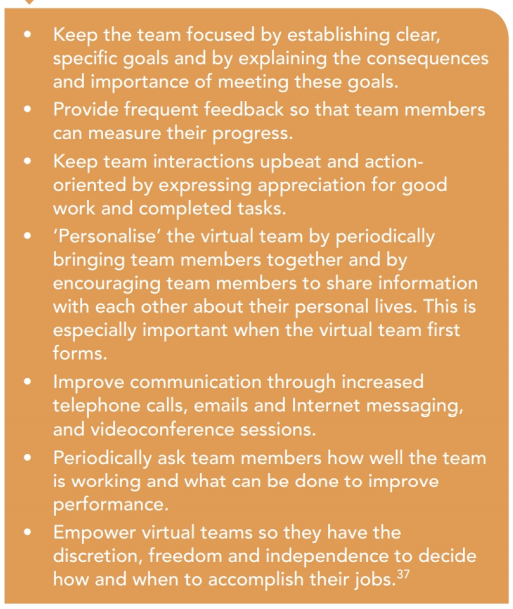 • Keep the team focused by establishing clear,
specific goals and by explaining the consequences
and importance of meeting these goals.
• Provide frequent feedback so that team members
can measure their progress.
• Keep team interactions upbeat and action-
oriented by expressing appreciation for good
work and completed tasks.
• ‘Personalise’ the virtual team by periodically
bringing team members together and by
encouraging team members to share information
with each other about their personal lives. This is
especially important when the virtual team first
forms.
• Improve communication through increased
telephone calls, emails and Internet messaging,
and videoconference sessions.
• Periodically ask team members how well the team
is working and what can be done to improve
performance.
• Empower virtual teams so they have the
discretion, freedom and independence to decide
how and when to accomplish their jobs.37